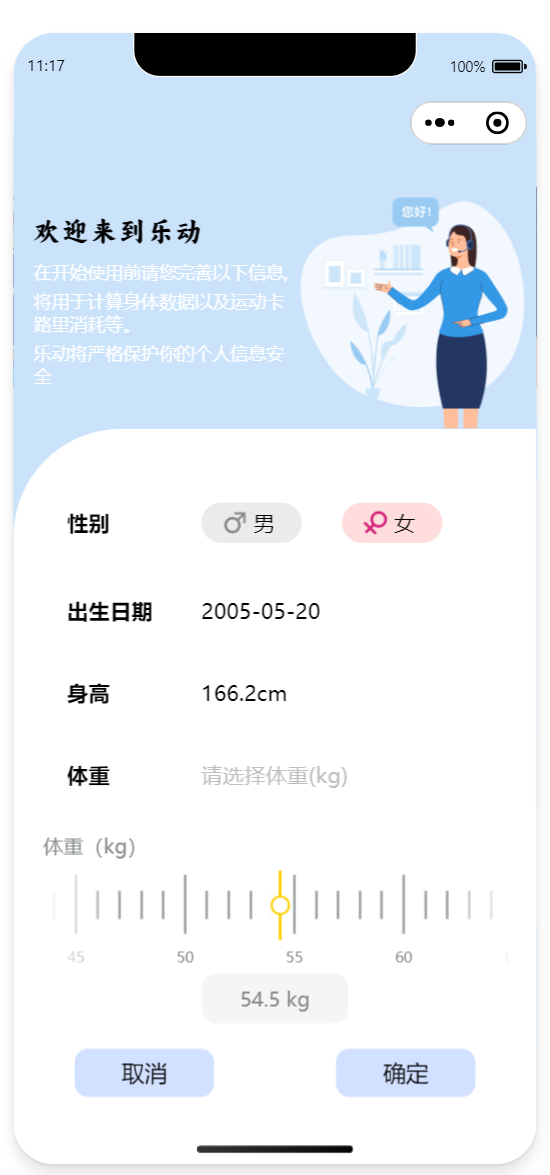 11:17
100%
您好!
欢迎来到乐动
在开始使用前请您完善以下信息,
将用于计算身体数据以及运动卡
路里消耗等。
乐动将严格保护你的个人信息安
全
性别
男
女
出生日期
2005-05-20
身高
166.2cm
体重
请选择体重(kg)
体重（kg）
45
50
55
60
54.5 kg
取消
确定